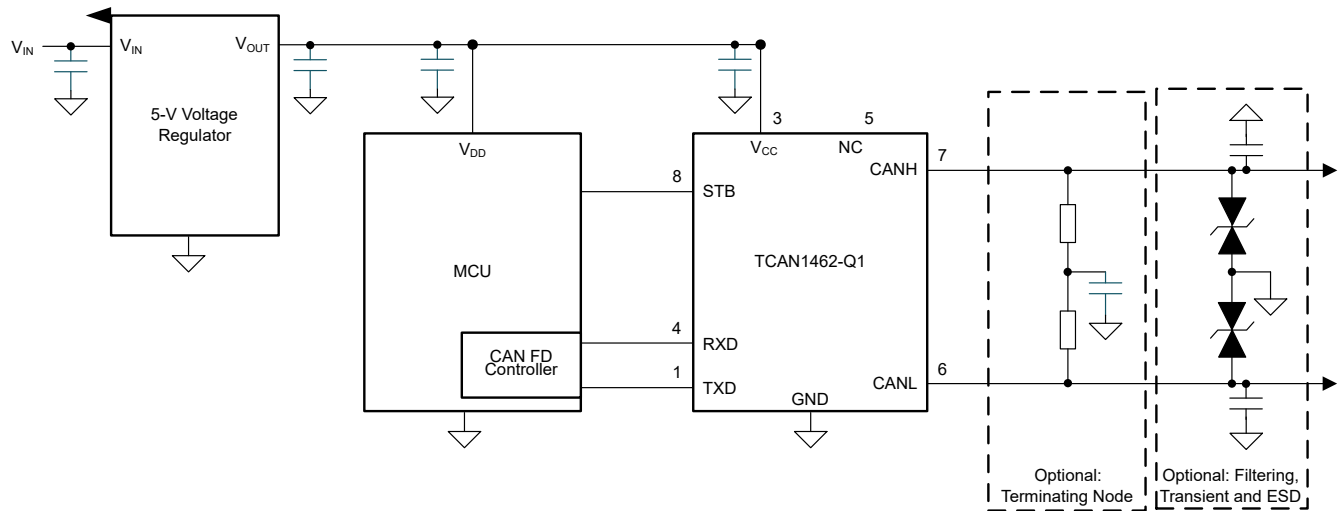 V_IN
V_IN
V_OUT
5-V Voltage
Regulator
V_DD
MCU
CAN FD
Controller
8
4
1
3
5
V_CC
NC
CANH
7
STB
TCAN1462-Q1
RXD
TXD
CANL
6
GND
Optional:
Terminating Node
Optional: Filtering,
Transient and ESD